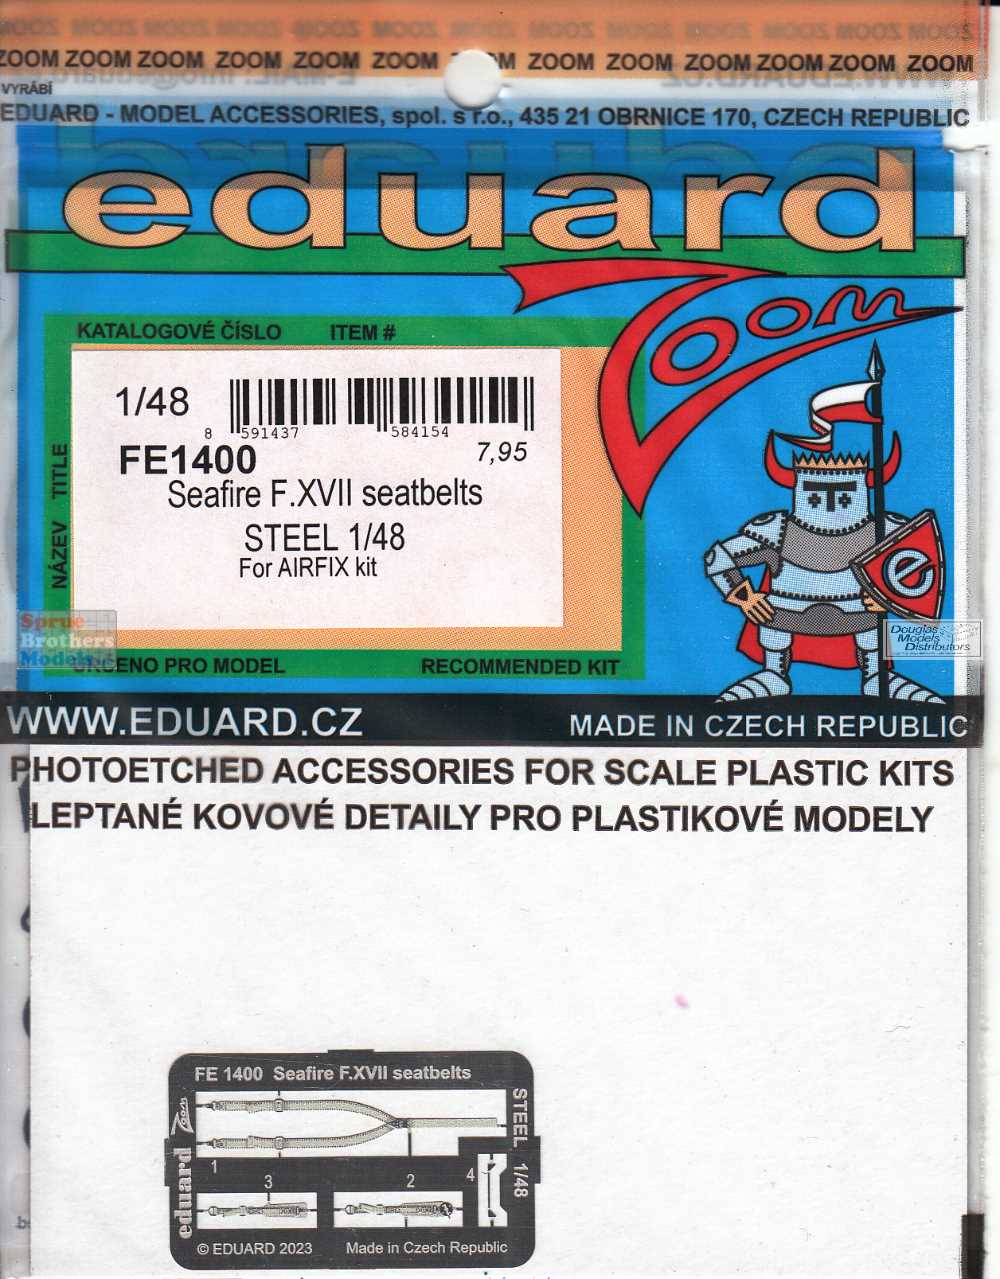 ZOOM ZOOM ZOOM ZOOM ZOOM ZOOM ZOOM ZOOM ZOOM ZOOM ZOOM ZOOM
VYRÁBÍ
EDUARD - MODEL ACCESSORIES, spol. s r.o., 435 21 OBRNICE 170, CZECH REPUBLIC
eduard
Zoom
KATALOGOVÉ ČÍSLO ITEM #
1/48
8 591437 584154
FE1400 7,95
Seafire F.XVII seatbelts
STEEL 1/48
For AIRFIX kit
NÁZEV TITLE
e
Sprue
Brothers
Models
Douglas
Models
Distributors
URČENO PRO MODEL RECOMMENDED KIT
WWW.EDUARD.CZ MADE IN CZECH REPUBLIC
PHOTOETCHED ACCESSORIES FOR SCALE PLASTIC KITS
LEPTANÉ KOVOVÉ DETAILY PRO PLASTIKOVÉ MODELY
FE 1400 Seafire F.XVII seatbelts
Zoom
eduard
STEEL 1/48
1
3
2
4
© EDUARD 2023 Made in Czech Republic